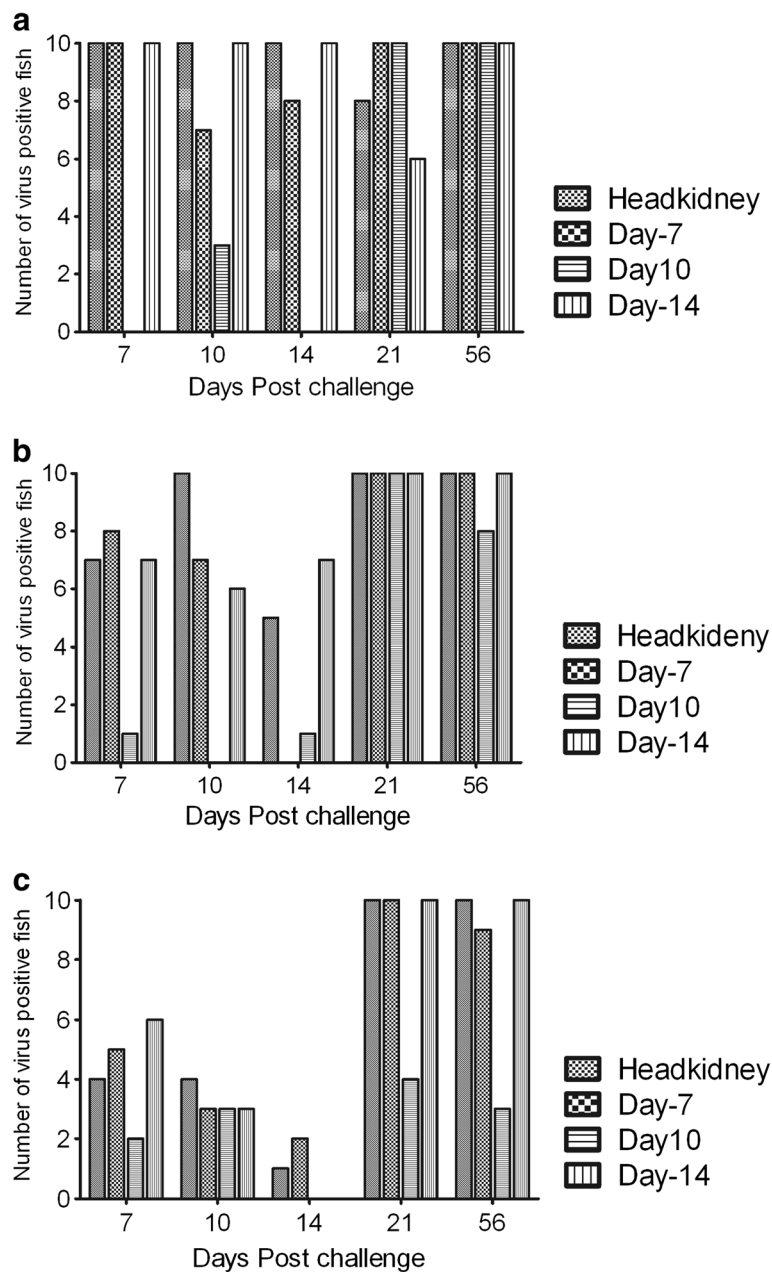 a
Number of virus positive fish
10
8
6
4
2
0
7 10 14 21 56
Days Post challenge
Headkidney
Day-7
Day10
Day-14
b
Number of virus positive fish
10
8
6
4
2
0
7 10 14 21 56
Days Post challenge
Headkideny
Day-7
Day10
Day-14
c
Number of virus positive fish
10
8
6
4
2
0
7 10 14 21 56
Days Post challenge
Headkidney
Day-7
Day10
Day-14